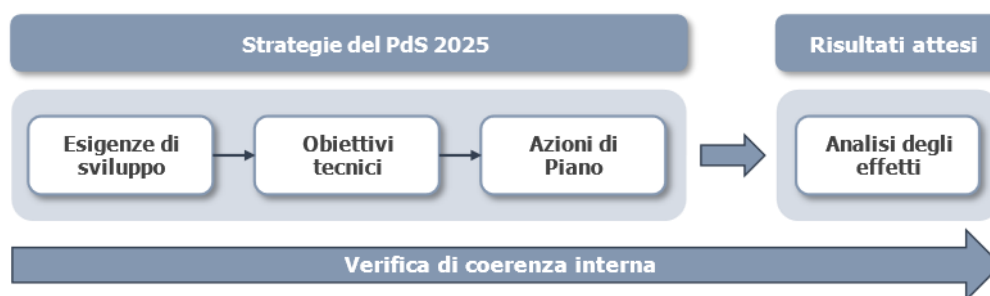 Strategie del PdS 2025
Risultati attesi
Esigenze di
sviluppo
Obiettivi
tecnici
Azioni di
Piano
Analisi degli
effetti
Verifica di coerenza interna